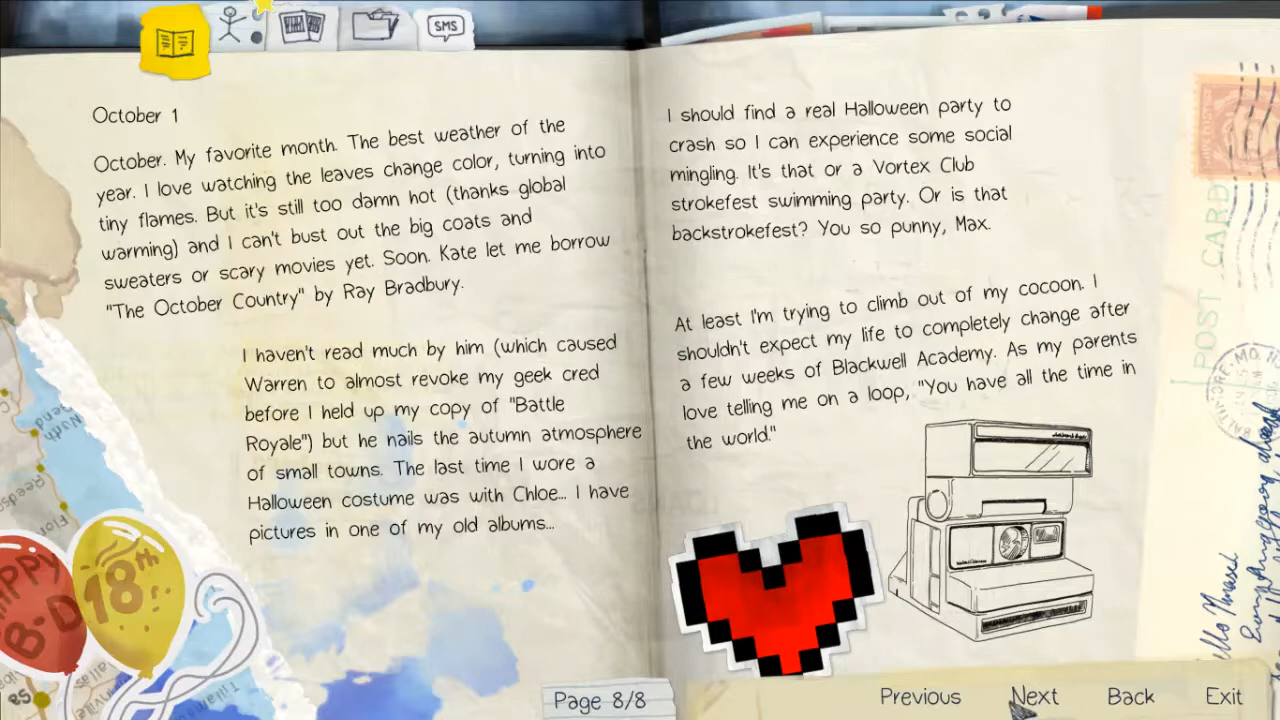 SMS
October 1
October. My favorite month. The best weather of the
year. I love watching the leaves change color, turning into
tiny flames. But it's still too damn hot (thanks global
warming) and I can't bust out the big coats and
sweaters or scary movies yet. Soon. Kate let me borrow
"The October Country" by Ray Bradbury.
I haven't read much by him (which caused
Warren to almost revoke my geek cred
before I held up my copy of "Battle
Royale") but he nails the autumn atmosphere
of small towns. The last time I wore a
Halloween costume was with Chloe... I have
pictures in one of my old albums...
I should find a real Halloween party to
crash so I can experience some social
mingling. It's that or a Vortex Club
strokefest swimming party. Or is that
backstrokefest? You so punny, Max.
At least I'm trying to climb out of my cocoon. I
shouldn't expect my life to completely change after
a few weeks of Blackwell Academy. As my parents
love telling me on a loop, "You have all the time in
the world."
POST CARD
North
Bend
18th
B-D
Page 8/8
Previous
Next
Back
Exit